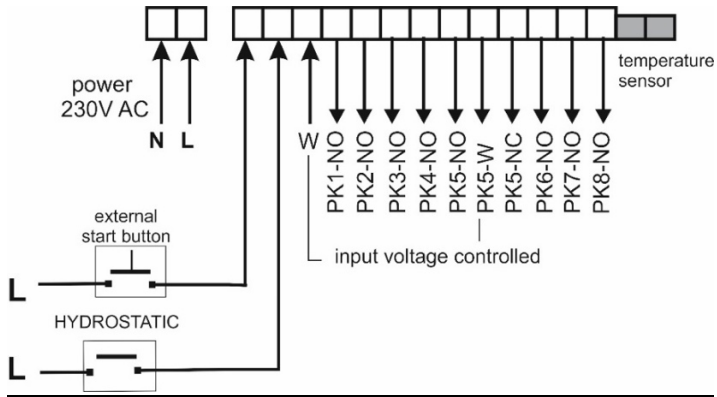 temperature
sensor
power
230V AC
N L
W
PK1-NO
PK2-NO
PK3-NO
PK4-NO
PK5-NO
PK5-W
PK5-NC
PK6-NO
PK7-NO
PK8-NO
external
start button
input voltage controlled
L
HYDROSTATIC
L